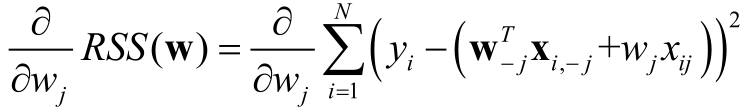 ∂/∂w_j RSS(𝐰) = ∂/∂w_j ∑_{i=1}^{N} ( y_i − ( 𝐰_{−j}^T 𝐱_{i,−j} + w_j x_{ij} ) )^2